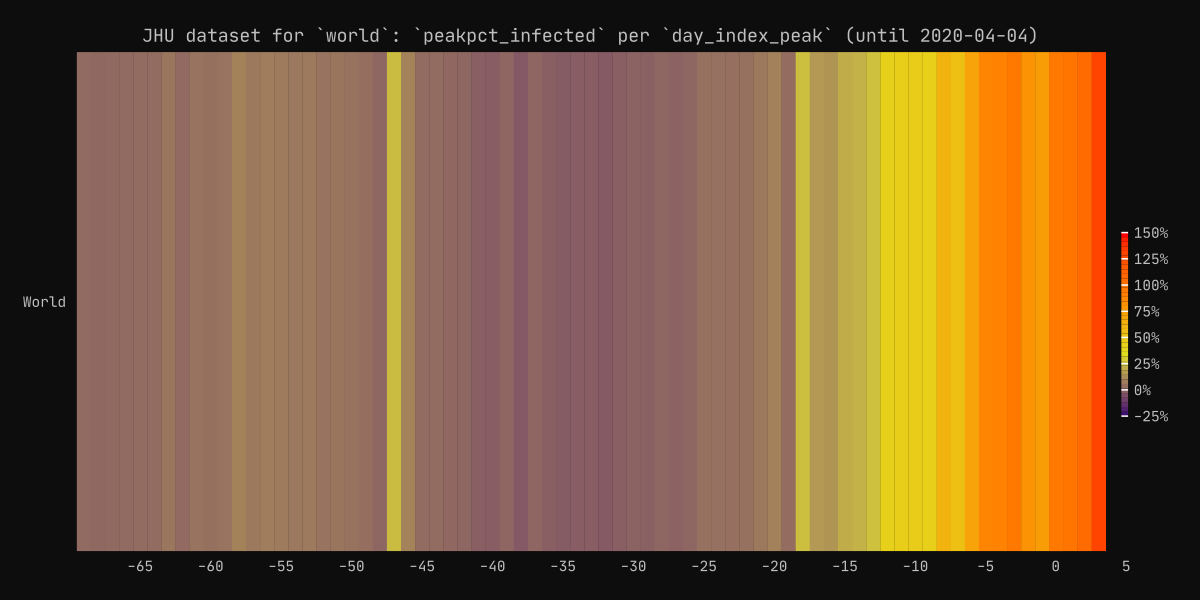 JHU dataset for `world`: `peakpct_infected` per `day_index_peak` (until 2020-04-04)
150%
125%
100%
75%
50%
25%
0%
-25%
World
-65 -60 -55 -50 -45 -40 -35 -30 -25 -20 -15 -10 -5 0 5